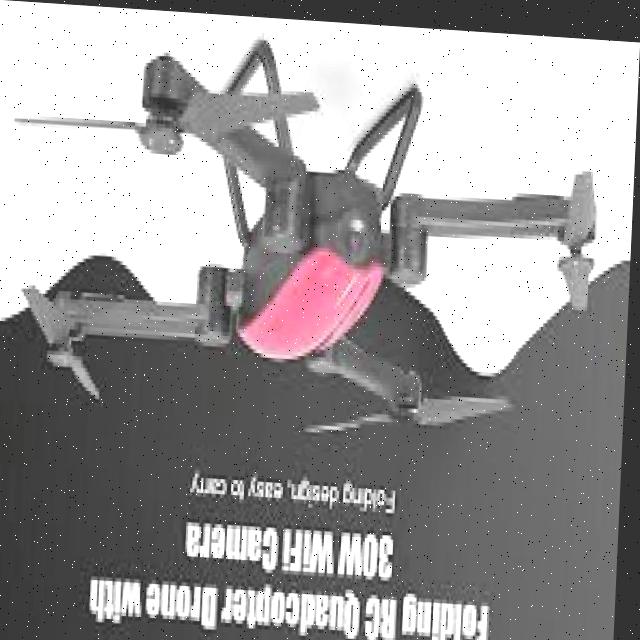 Folding RC Quadcopter Drone with
30W WiFi Camera
Folding design, easy to carry